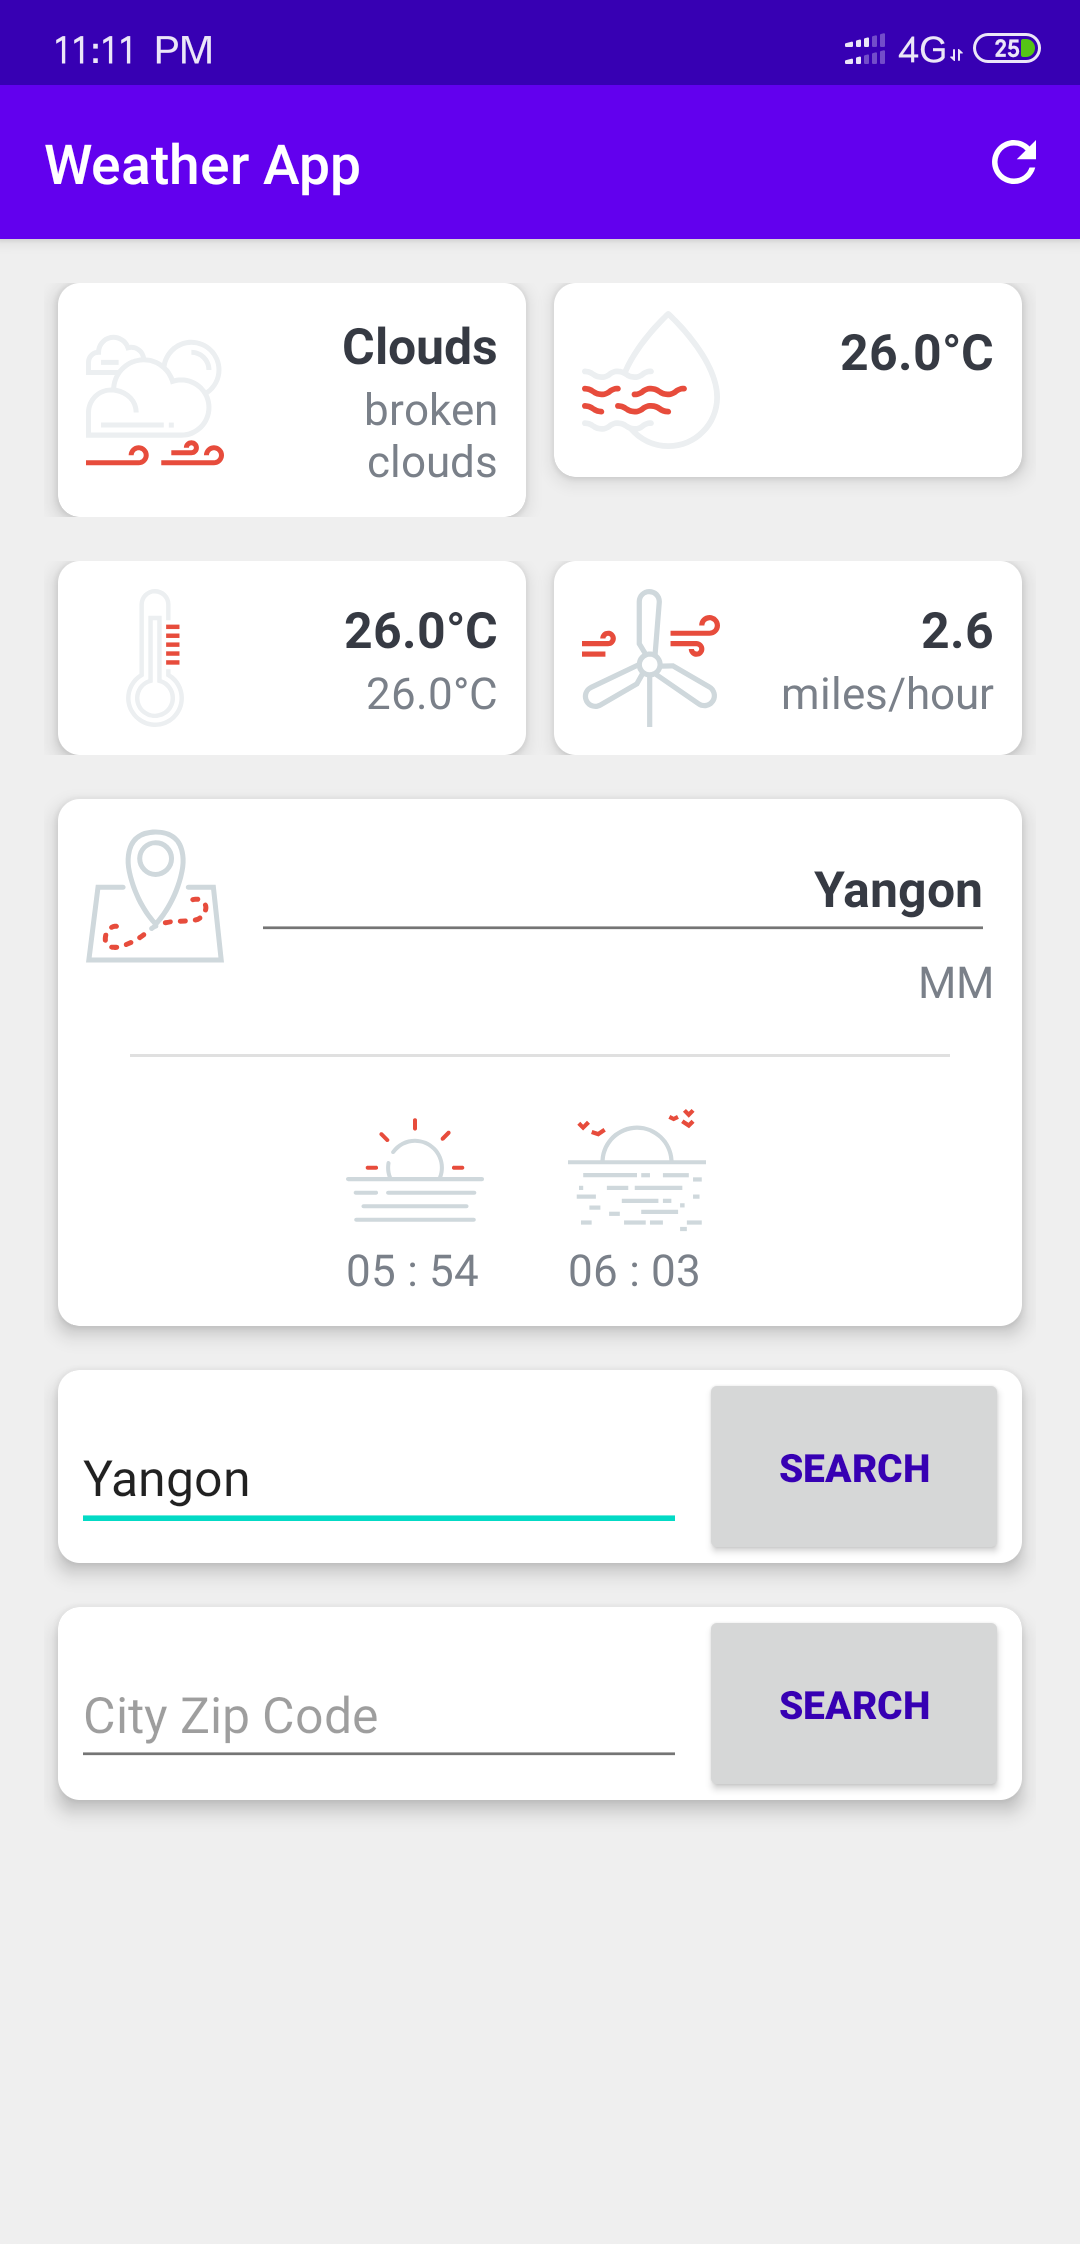 11:11 PM
4G 25
Weather App
Clouds
broken
clouds
26.0°C
26.0°C
26.0°C
2.6
miles/hour
Yangon
MM
05 : 54
06 : 03
Yangon
SEARCH
City Zip Code
SEARCH